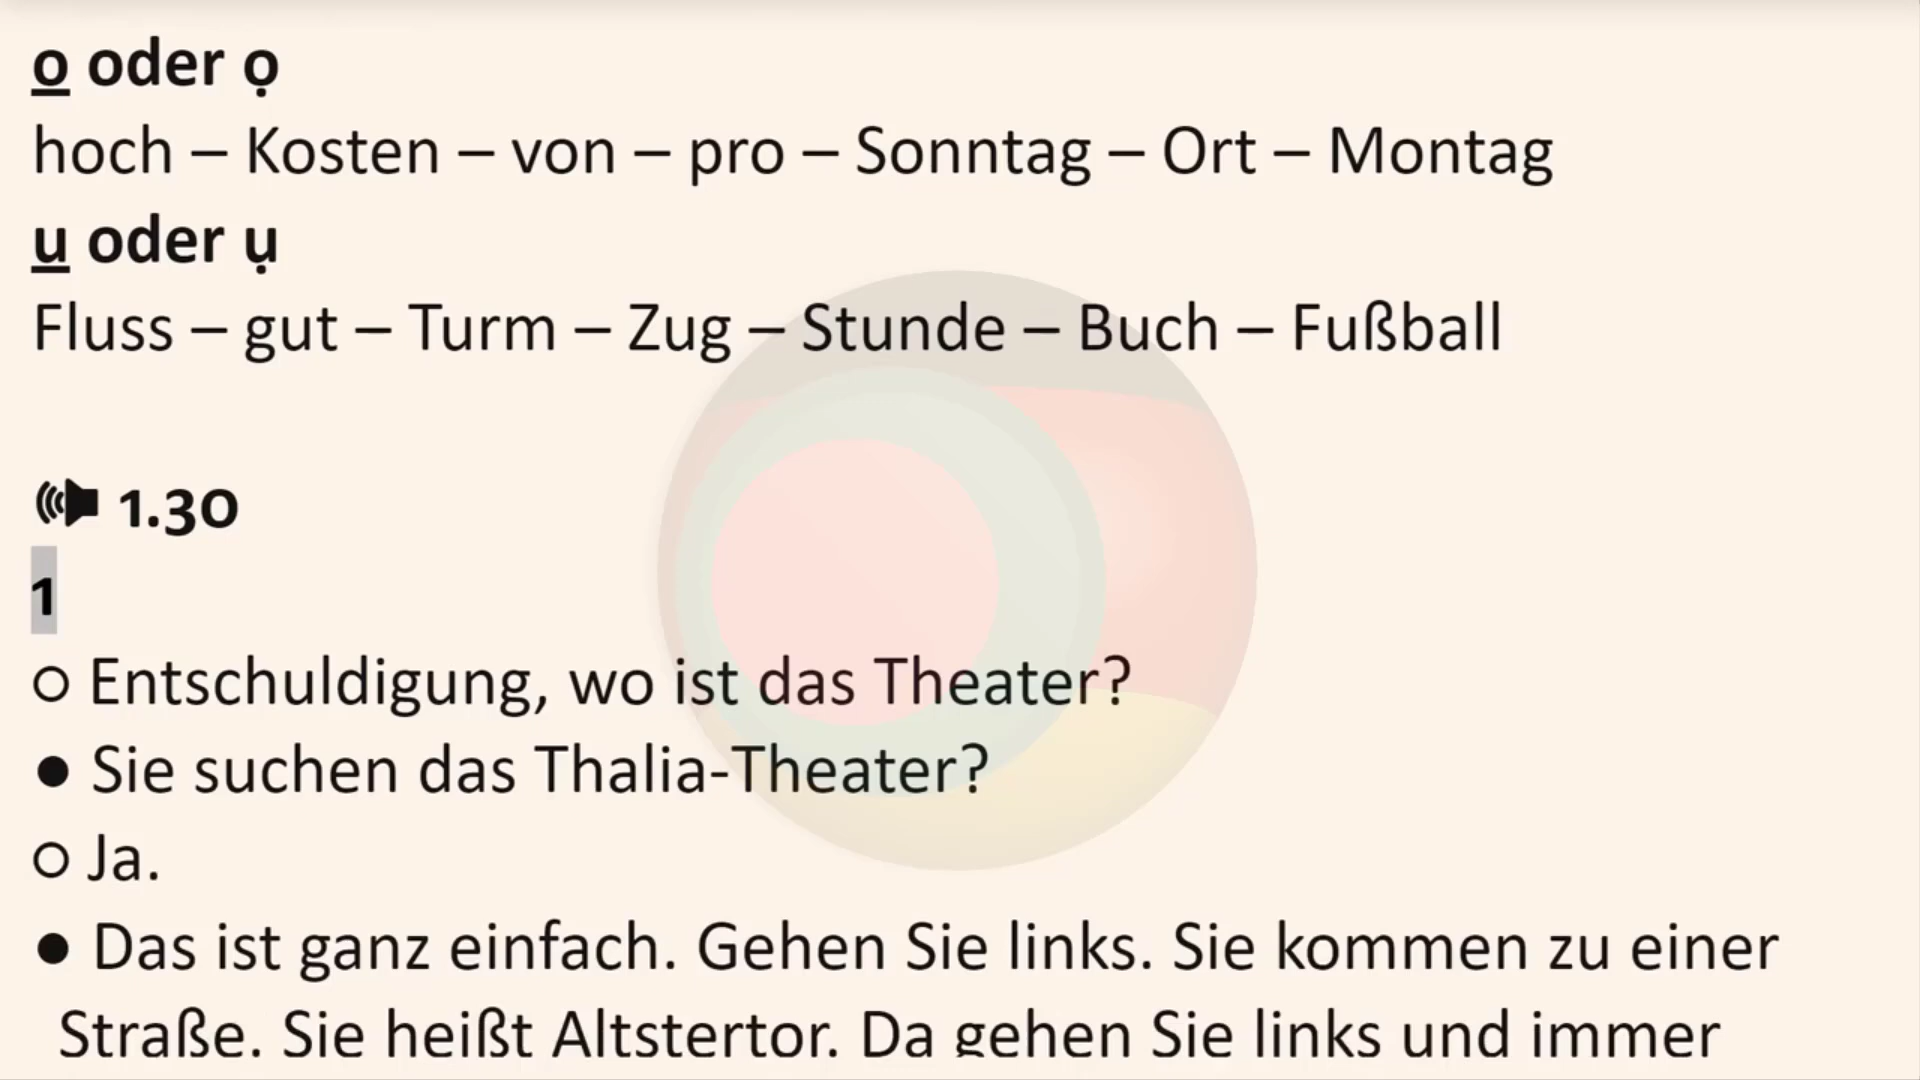 o oder ọ
hoch – Kosten – von – pro – Sonntag – Ort – Montag
u oder ụ
Fluss – gut – Turm – Zug – Stunde – Buch – Fußball
1.30
1
○ Entschuldigung, wo ist das Theater?
● Sie suchen das Thalia-Theater?
○ Ja.
● Das ist ganz einfach. Gehen Sie links. Sie kommen zu einer
Straße. Sie heißt Altstertor. Da gehen Sie links und immer